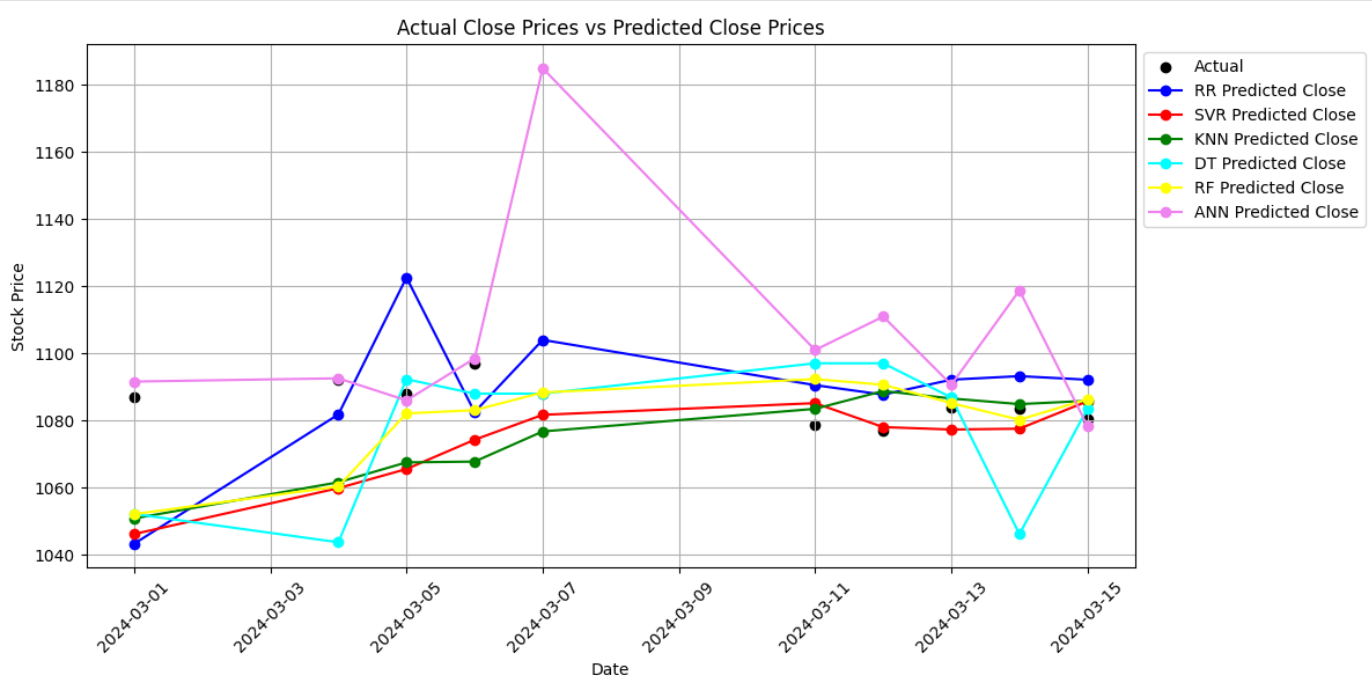 Actual Close Prices vs Predicted Close Prices
Stock Price
1180
1160
1140
1120
1100
1080
1060
1040
2024-03-01
2024-03-03
2024-03-05
2024-03-07
2024-03-09
2024-03-11
2024-03-13
2024-03-15
Date
Actual
RR Predicted Close
SVR Predicted Close
KNN Predicted Close
DT Predicted Close
RF Predicted Close
ANN Predicted Close